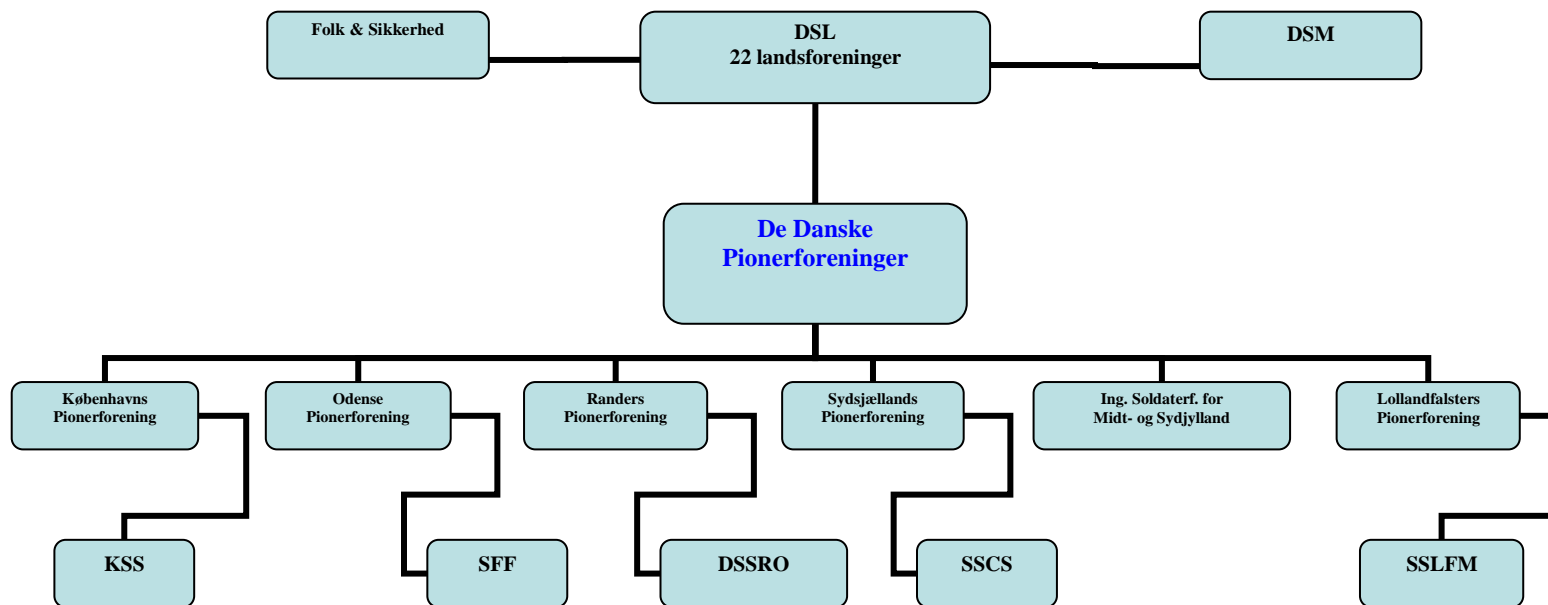 Folk & Sikkerhed
DSL
22 landsforeninger
DSM
De Danske
Pionerforeninger
Københavns
Pionerforening
Odense
Pionerforening
Randers
Pionerforening
Sydsjællands
Pionerforening
Ing. Soldaterf. for
Midt- og Sydjylland
Lollandfalsters
Pionerforening
KSS
SFF
DSSRO
SSCS
SSLFM